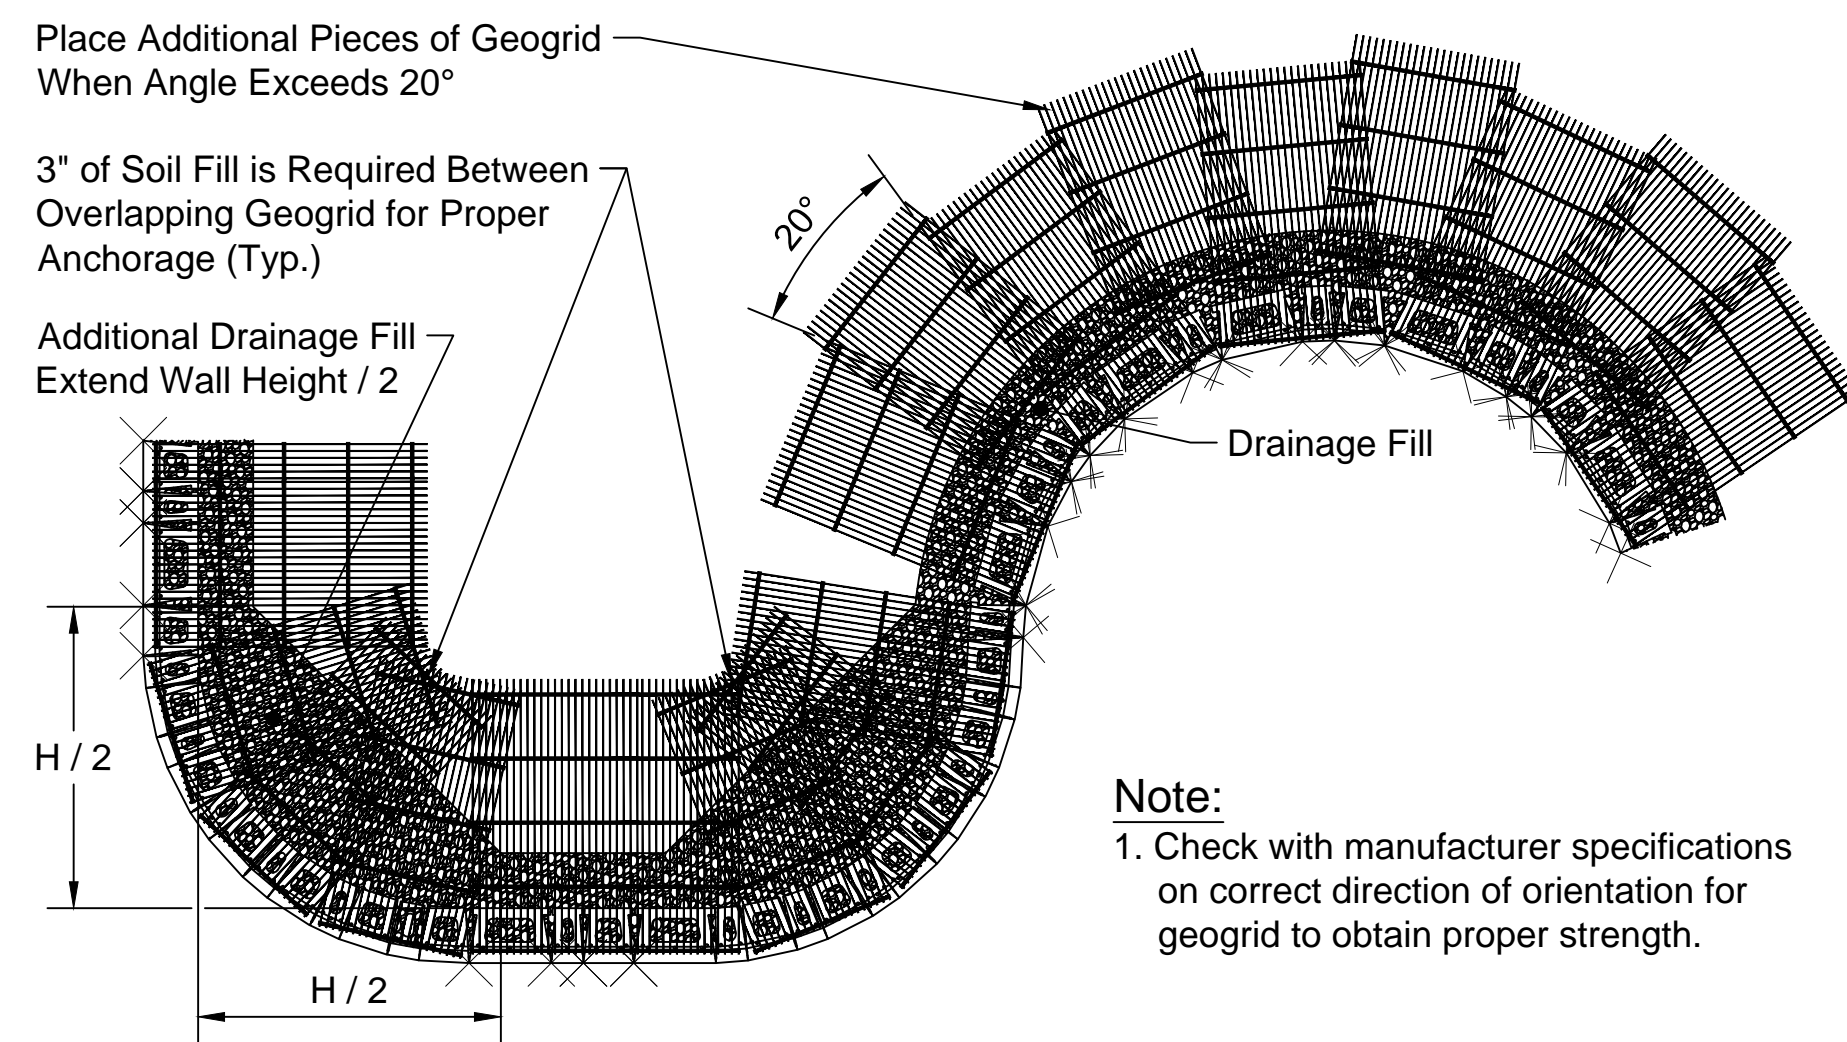 Place Additional Pieces of Geogrid
When Angle Exceeds 20°
3" of Soil Fill is Required Between
Overlapping Geogrid for Proper
Anchorage (Typ.)
Additional Drainage Fill
Extend Wall Height / 2
20°
Drainage Fill
H / 2
H / 2
Note:
1. Check with manufacturer specifications
on correct direction of orientation for
geogrid to obtain proper strength.